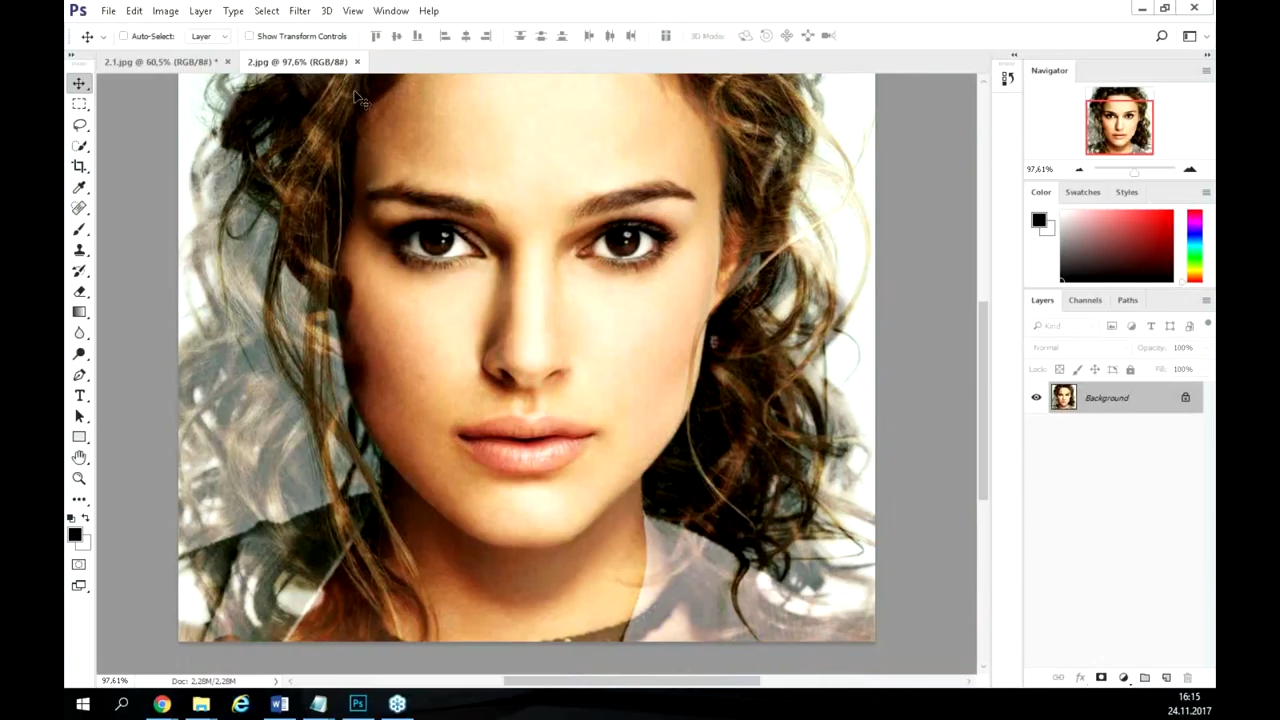 Ps File Edit Image Layer Type Select Filter 3D View Window Help
Auto-Select: Layer Show Transform Controls 3D Mode:
2.1.jpg @ 60,5% (RGB/8#) * × 2.jpg @ 97,6% (RGB/8#) ×
Navigator
97,61%
Color Swatches Styles
Layers Channels Paths
Kind
Normal Opacity: 100%
Lock: Fill: 100%
Background
fx
97,61% Doc: 2,28M/2,28M
16:15
24.11.2017